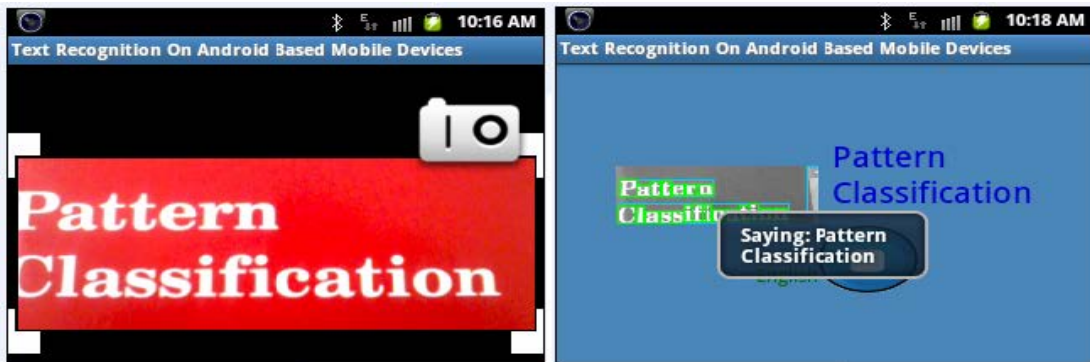 10:16 AM
Text Recognition On Android Based Mobile Devices
Pattern
Classification
10:18 AM
Text Recognition On Android Based Mobile Devices
Pattern
Classification
Pattern
Classification
Saying: Pattern
Classification
English